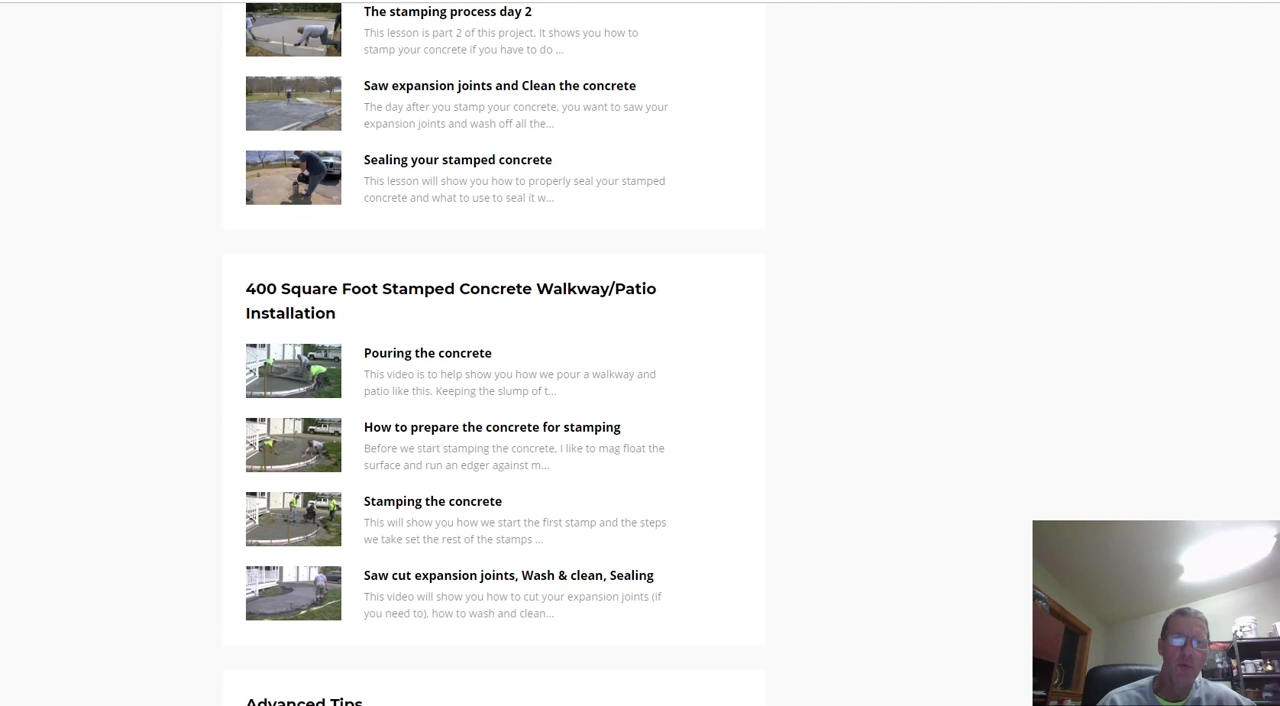 The stamping process day 2
This lesson is part 2 of this project. It shows you how to
stamp your concrete if you have to do ...
Saw expansion joints and Clean the concrete
The day after you stamp your concrete, you want to saw your
expansion joints and wash off all the...
Sealing your stamped concrete
This lesson will show you how to properly seal your stamped
concrete and what to use to seal it w...
400 Square Foot Stamped Concrete Walkway/Patio
Installation
Pouring the concrete
This video is to help show you how we pour a walkway and
patio like this. Keeping the slump of t...
How to prepare the concrete for stamping
Before we start stamping the concrete, I like to mag float the
surface and run an edger against m...
Stamping the concrete
This will show you how we start the first stamp and the steps
we take set the rest of the stamps ...
Saw cut expansion joints, Wash & clean, Sealing
This video will show you how to cut your expansion joints (if
you need to), how to wash and clean...
Advanced Tips